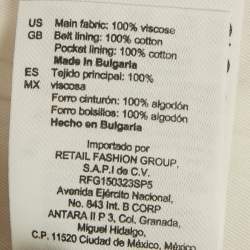 US Main fabric: 100% viscose
GB Belt lining: 100% cotton
Pocket lining: 100% cotton
Made In Bulgaria
ES Tejido principal: 100%
MX viscosa
Forro cinturón: 100% algodón
Forro bolsillos: 100% algodón
Hecho en Bulgaria
Importado por
RETAIL FASHION GROUP,
S.A.P.I de C.V.
RFG150323SP5
Avenida Ejército Nacional,
No. 843 Int. B CORP
ANTARA II P 3, Col. Granada,
Miguel Hidalgo,
C.P. 11520 Ciudad de México, México